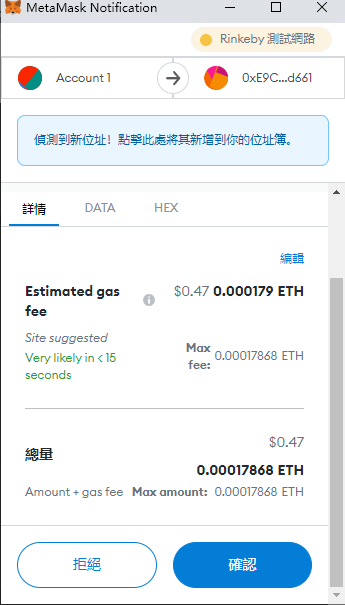 MetaMask Notification
Rinkeby 測試網路
Account 1
0xE9C...d661
偵測到新位址！點擊此處將其新增到你的位址簿。
詳情
DATA
HEX
編輯
Estimated gas
fee
$0.47 0.000179 ETH
Site suggested
Very likely in < 15
seconds
Max
fee:
0.00017868 ETH
$0.47
總量
0.00017868 ETH
Amount + gas fee Max amount: 0.00017868 ETH
拒絕
確認